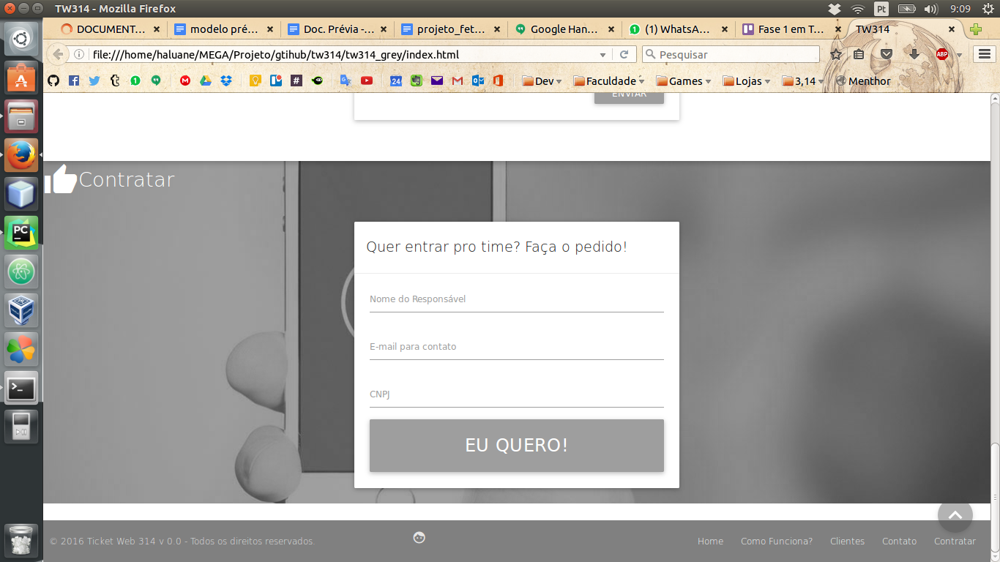 TW314 - Mozilla Firefox
Pt
9:09
DOCUMENT...
modelo pré...
Doc. Prévia -...
projeto_fet...
Google Han...
(1) WhatsA...
Fase 1 em T...
TW314
file:///home/haluane/MEGA/Projeto/gtihub/tw314/tw314_grey/index.html
Pesquisar
ABP
Dev
Faculdade
Games
Lojas
3,14
Menthor
ENVIAR
Contratar
Quer entrar pro time? Faça o pedido!
Nome do Responsável
E-mail para contato
CNPJ
EU QUERO!
© 2016 Ticket Web 314 v 0.0 - Todos os direitos reservados.
Home
Como Funciona?
Clientes
Contato
Contratar